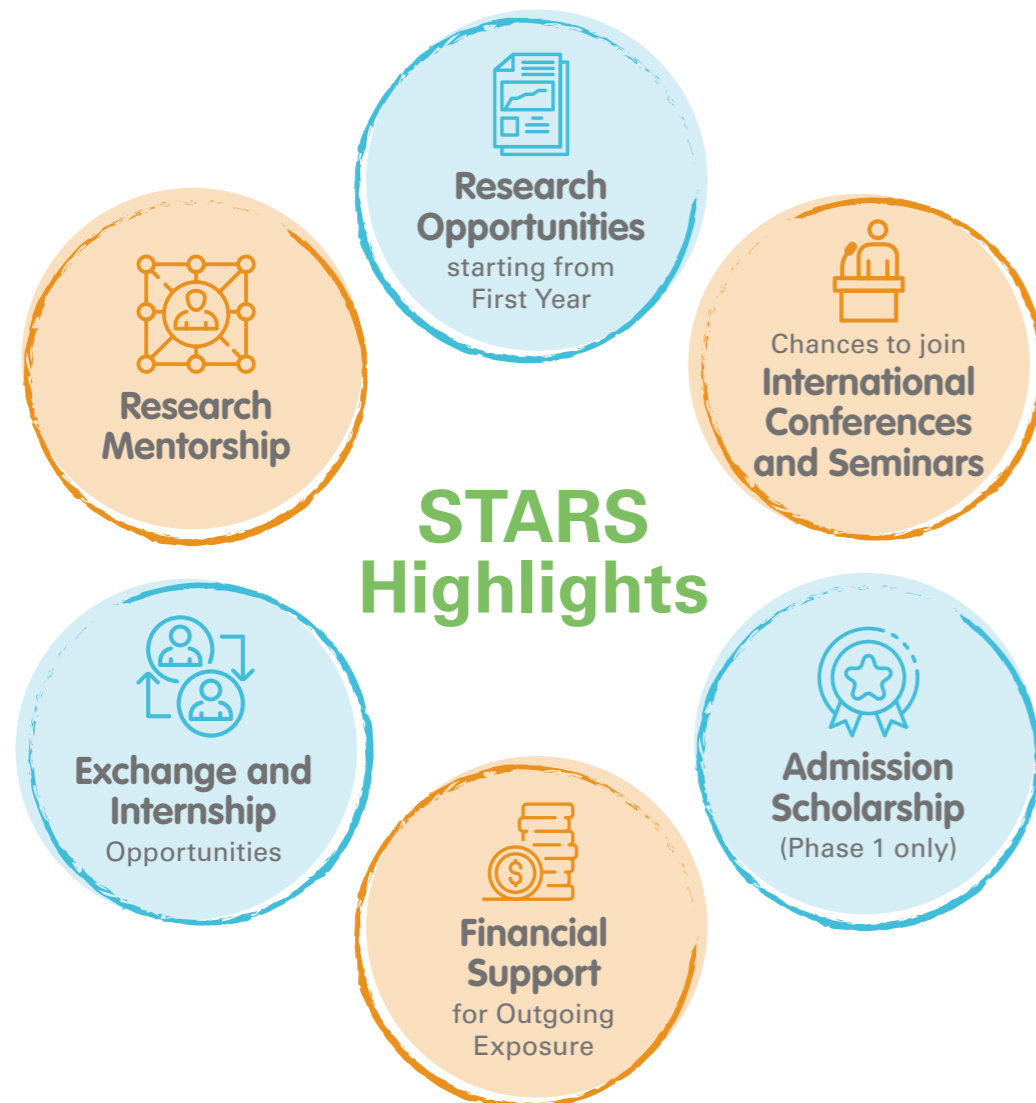 Research
Opportunities
starting from
First Year
Chances to join
International
Conferences
and Seminars
Research
Mentorship
STARS
Highlights
Exchange and
Internship
Opportunities
Admission
Scholarship
(Phase 1 only)
$
Financial
Support
for Outgoing
Exposure